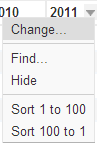 2010 2011
Change...
Find...
Hide
Sort 1 to 100
Sort 100 to 1